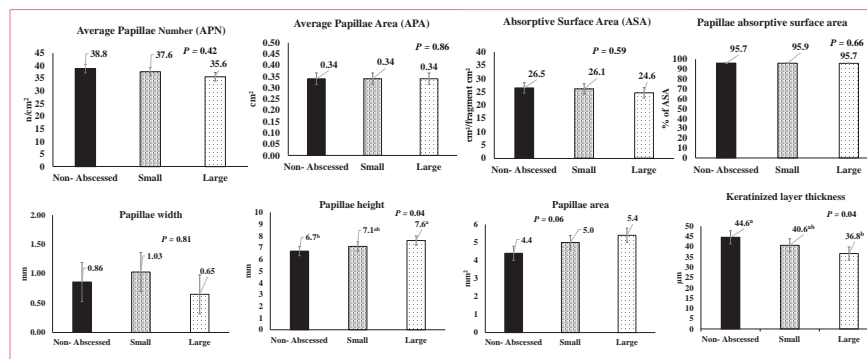 Average Papillae Number (APN)
P = 0.42
38.8
37.6
35.6
45
40
35
30
25
20
15
10
5
0
n/cm²
Non- Abscessed Small Large
Average Papillae Area (APA)
P = 0.86
0.34
0.34
0.34
0.50
0.45
0.40
0.35
0.30
0.25
0.20
0.15
0.10
0.05
0.00
cm²
Non- Abscessed Small Large
Absorptive Surface Area (ASA)
P = 0.59
26.5
26.1
24.6
40
35
30
25
20
15
10
5
0
cm²/fragment cm²
Non- Abscessed Small Large
Papillae absorptive surface area
P = 0.66
95.7
95.9
95.7
100
90
80
70
60
50
40
30
20
10
0
% of ASA
Non- Abscessed Small Large
Papillae width
P = 0.81
0.86
1.03
0.65
2.00
1.50
1.00
0.50
0.00
mm
Non- Abscessed Small Large
Papillae height
P = 0.04
6.7ᵇ
7.1ᵃᵇ
7.6ᵃ
10
9
8
7
6
5
4
3
2
1
0
mm
Non- Abscessed Small Large
Papillae area
P = 0.06
4.4
5.0
5.4
6
5
4
3
2
1
0
mm²
Non- Abscessed Small Large
Keratinized layer thickness
P = 0.04
44.6ᵃ
40.6ᵃᵇ
36.8ᵇ
50
45
40
35
30
25
20
15
10
5
0
µm
Non- Abscessed Small Large